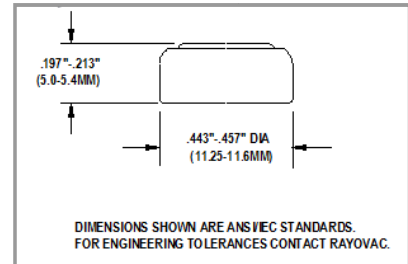 .197"-.213"
(5.0-5.4MM)
.443"-.457" DIA
(11.25-11.6MM)
DIMENSIONS SHOWN ARE ANSI/IEC STANDARDS.
FOR ENGINEERING TOLERANCES CONTACT RAYOVAC.